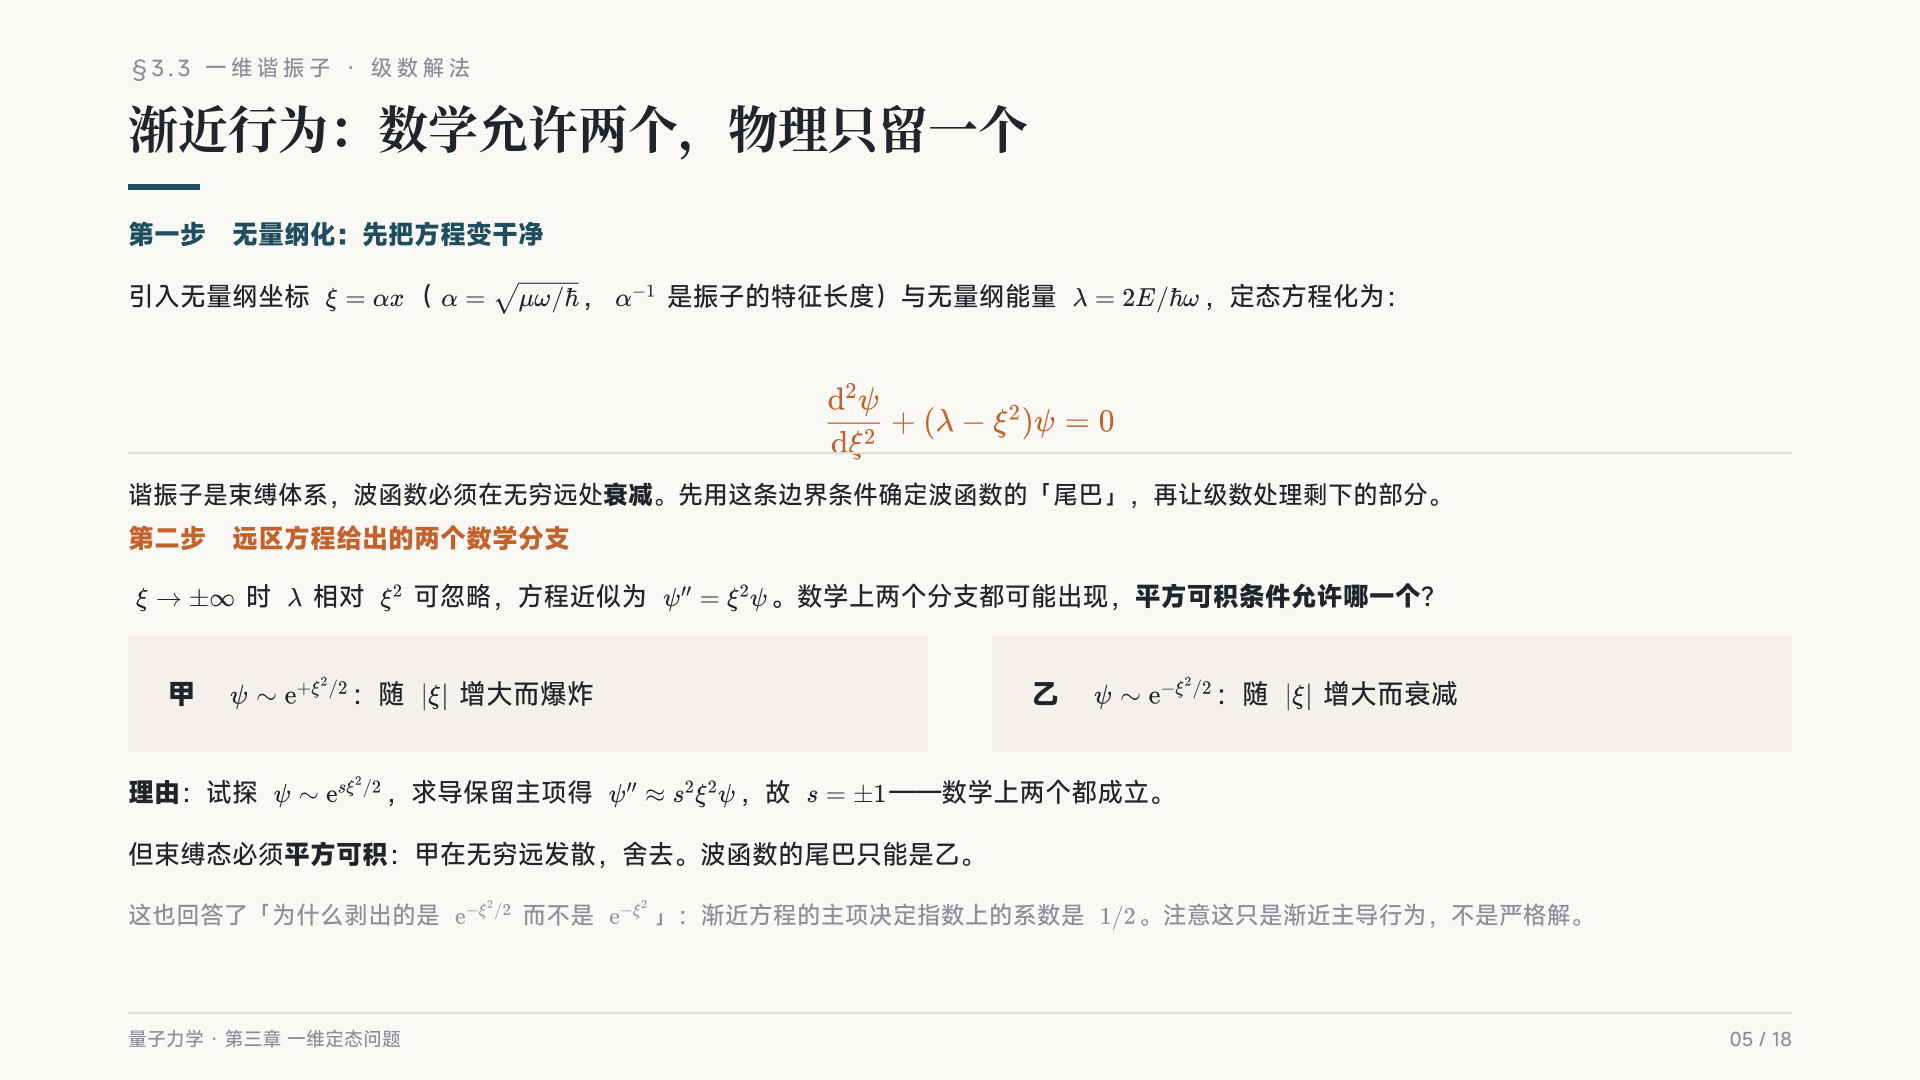 §3.3 一维谐振子 · 级数解法
渐近行为：数学允许两个，物理只留一个
第一步 无量纲化：先把方程变干净
引入无量纲坐标 ξ = αx（α = √(μω/ħ)， α⁻¹ 是振子的特征长度）与无量纲能量 λ = 2E/ħω，定态方程化为：
d²ψ/dξ² + (λ − ξ²)ψ = 0
谐振子是束缚体系，波函数必须在无穷远处衰减。先用这条边界条件确定波函数的「尾巴」，再让级数处理剩下的部分。
第二步 远区方程给出的两个数学分支
ξ → ±∞ 时 λ 相对 ξ² 可忽略，方程近似为 ψ″ = ξ²ψ。数学上两个分支都可能出现，平方可积条件允许哪一个？
甲 ψ ∼ e^{+ξ²/2}：随 |ξ| 增大而爆炸
乙 ψ ∼ e^{−ξ²/2}：随 |ξ| 增大而衰减
理由：试探 ψ ∼ e^{sξ²/2}，求导保留主项得 ψ″ ≈ s²ξ²ψ，故 s = ±1——数学上两个都成立。
但束缚态必须平方可积：甲在无穷远发散，舍去。波函数的尾巴只能是乙。
这也回答了「为什么剥出的是 e^{−ξ²/2} 而不是 e^{−ξ²}」：渐近方程的主项决定指数上的系数是 1/2。注意这只是渐近主导行为，不是严格解。
量子力学 · 第三章 一维定态问题
05 / 18